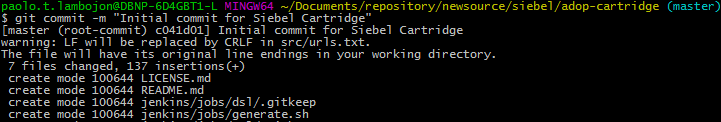 paolo.t.lambojon@DBNP-6D4GBT1-L MINGW64 ~/Documents/repository/newsource/siebel/adop-cartridge (master)
$ git commit -m "Initial commit for Siebel Cartridge"
[master (root-commit) c041d01] Initial commit for Siebel Cartridge
warning: LF will be replaced by CRLF in src/urls.txt.
The file will have its original line endings in your working directory.
 7 files changed, 137 insertions(+)
 create mode 100644 LICENSE.md
 create mode 100644 README.md
 create mode 100644 jenkins/jobs/dsl/.gitkeep
 create mode 100644 jenkins/jobs/generate.sh